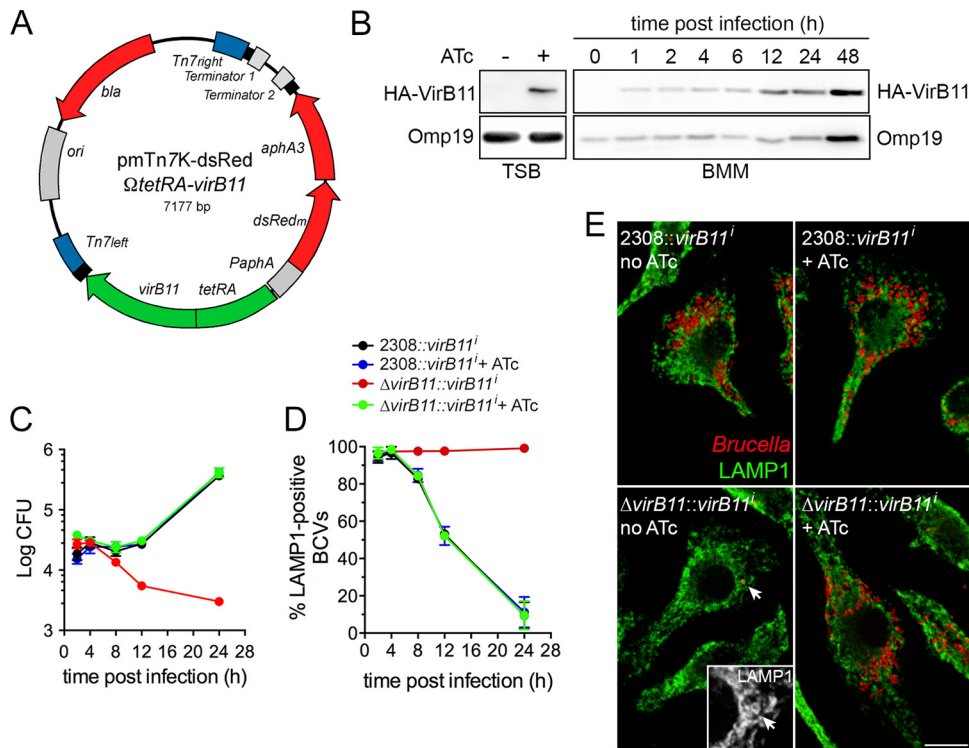 A
Tn7right
Terminator 1
Terminator 2
bla
ori
aphA3
pmTn7K-dsRed
ΩtetRA-virB11
7177 bp
dsRedm
Tn7left
PaphA
virB11
tetRA
B
time post infection (h)
ATc - + 0 1 2 4 6 12 24 48
HA-VirB11 HA-VirB11
Omp19 Omp19
TSB BMM
2308::virB11i
2308::virB11i+ ATc
ΔvirB11::virB11i
ΔvirB11::virB11i+ ATc
C
Log CFU
6
5
4
3
0 4 8 12 16 20 24 28
time post infection (h)
D
% LAMP1-positive
BCVs
100
80
60
40
20
0
0 4 8 12 16 20 24 28
time post infection (h)
E
2308::virB11i
no ATc
2308::virB11i
+ ATc
Brucella
LAMP1
ΔvirB11::virB11i
no ATc
LAMP1
ΔvirB11::virB11i
+ ATc